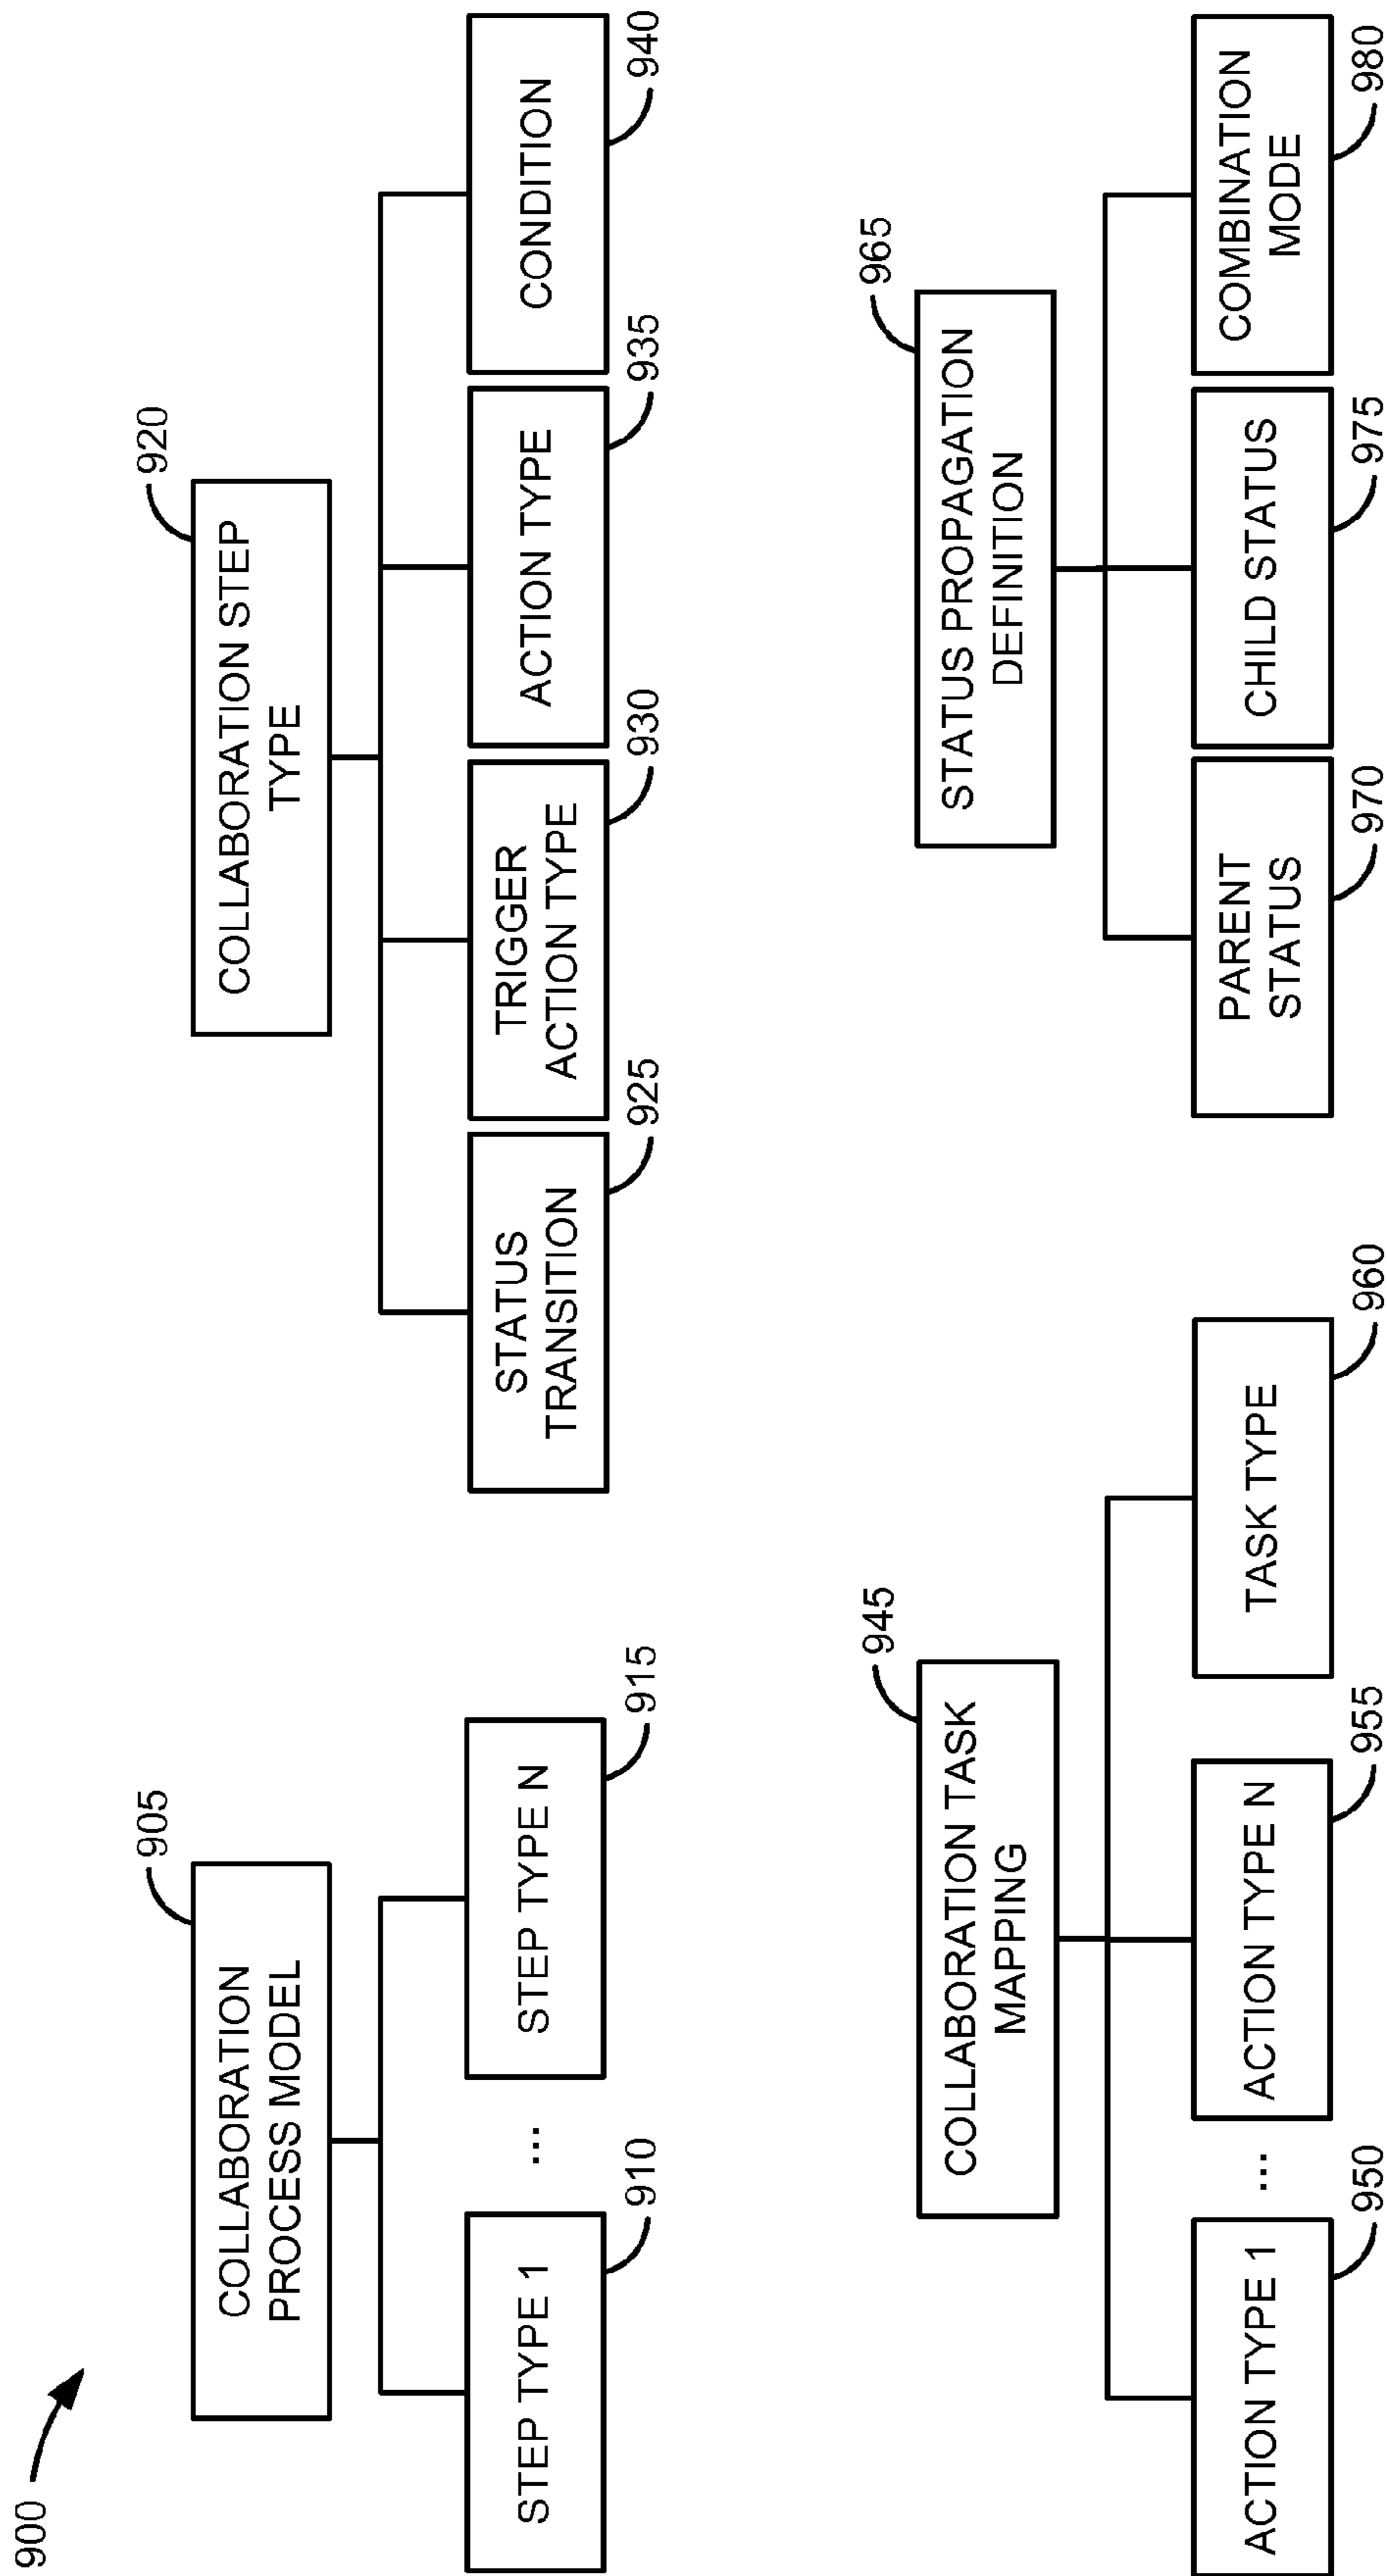 900
905
COLLABORATION
PROCESS MODEL
STEP TYPE 1
910
...
STEP TYPE N
915
920
COLLABORATION STEP
TYPE
STATUS
TRANSITION
925
TRIGGER
ACTION TYPE
930
ACTION TYPE
935
CONDITION
940
945
COLLABORATION TASK
MAPPING
ACTION TYPE 1
950
...
ACTION TYPE N
955
TASK TYPE
960
965
STATUS PROPAGATION
DEFINITION
PARENT
STATUS
970
CHILD STATUS
975
COMBINATION
MODE
980